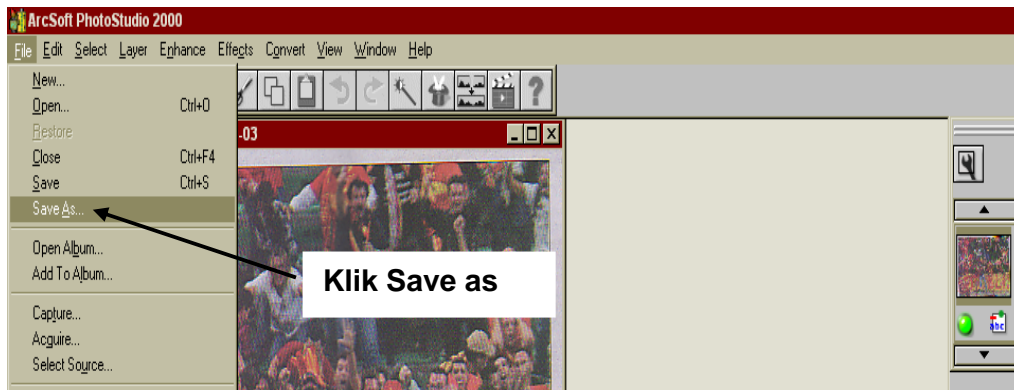 ArcSoft PhotoStudio 2000
File Edit Select Layer Enhance Effects Convert View Window Help
New...
Open... Ctrl+O
Restore
-03
Close Ctrl+F4
Save Ctrl+S
Save As...
Open Album...
Klik Save as
Add To Album...
Capture...
abc
Acquire...
Select Source...